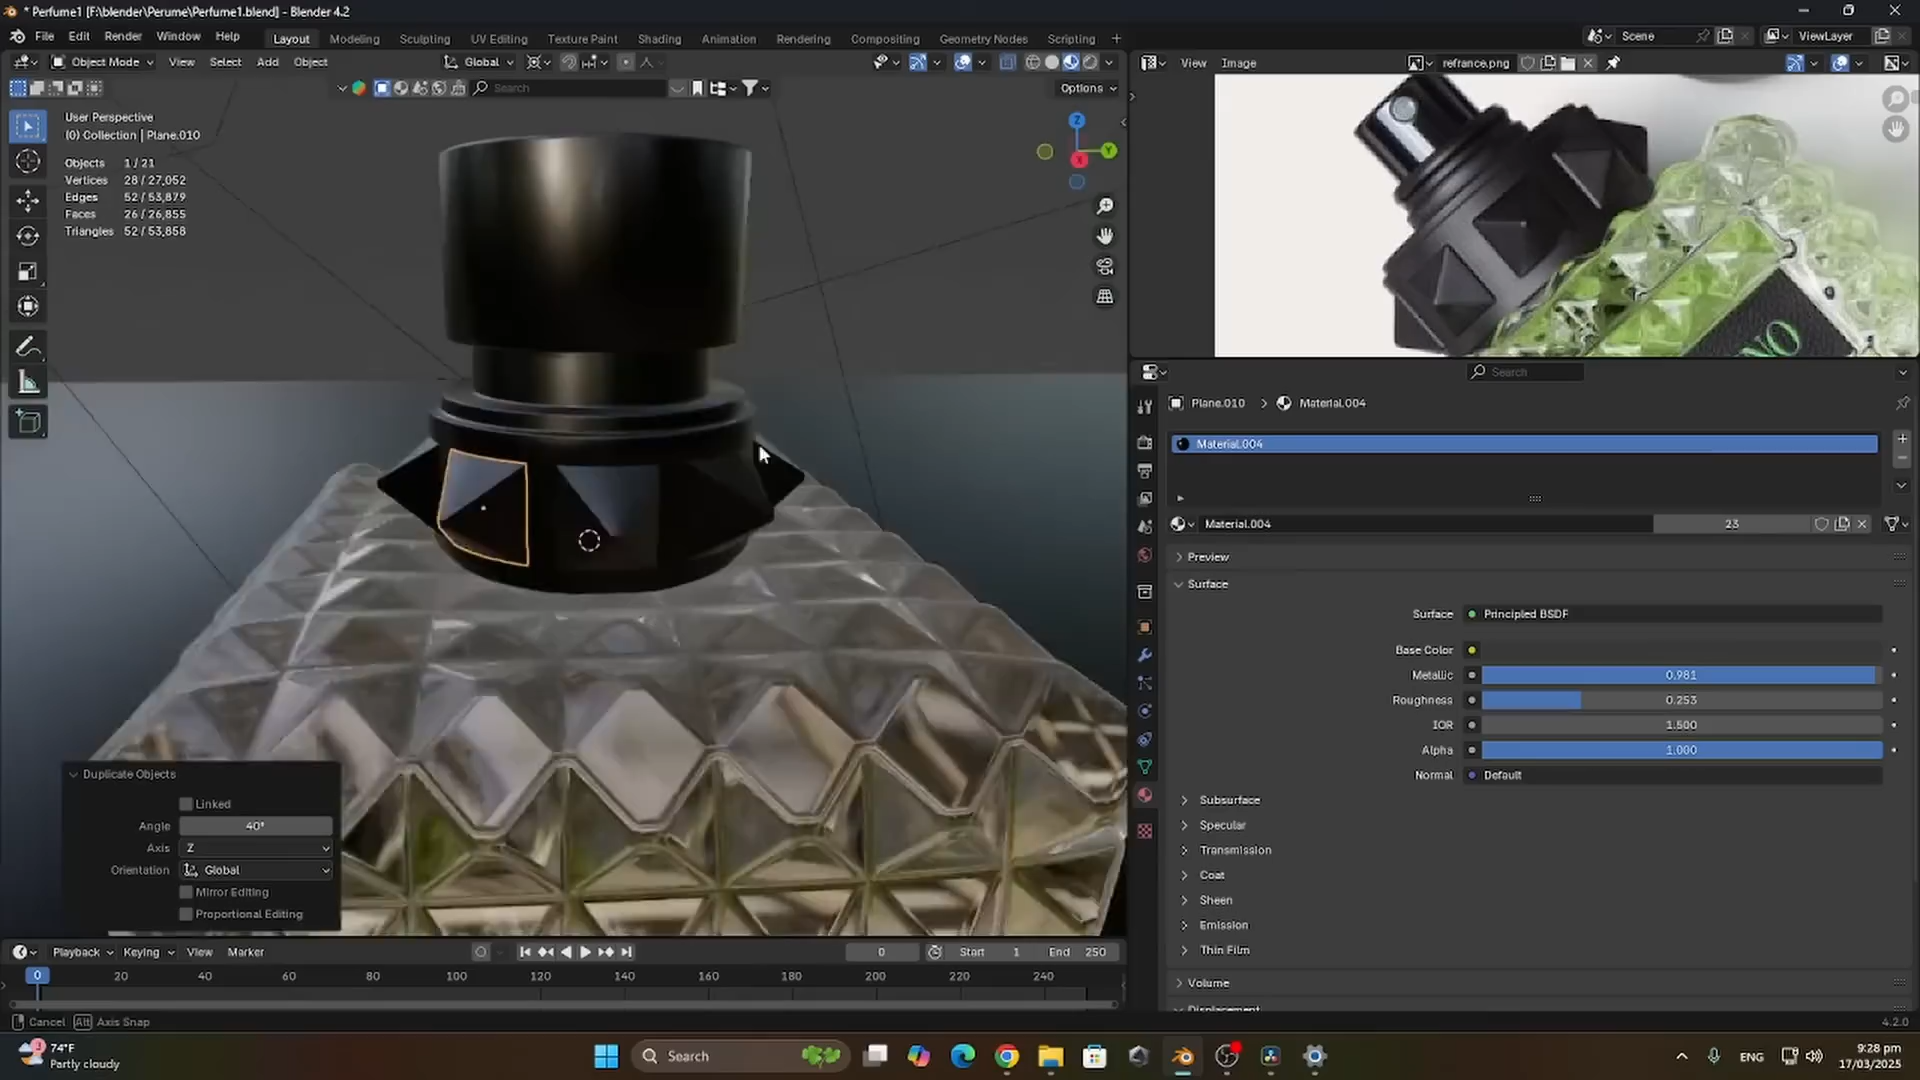 * Perfume1 [F:\blender\Perume\Perfume1.blend] - Blender 4.2
File Edit Render Window Help
Layout Modeling Sculpting UV Editing Texture Paint Shading Animation Rendering Compositing Geometry Nodes Scripting +
Scene
ViewLayer
Object Mode View Select Add Object
Global
View Image
refrance.png
Search
Options
User Perspective
(0) Collection | Plane.010
Objects 1 / 21
Vertices 28 / 27,052
Edges 52 / 53,879
Faces 26 / 26,855
Triangles 52 / 53,858
Z
Y
X
NO
Search
Plane.010 > Material.004
Material.004
Material.004 23
Preview
Surface
Surface Principled BSDF
Base Color
Metallic 0.981
Roughness 0.253
IOR 1.500
Alpha 1.000
Normal Default
Subsurface
Specular
Transmission
Coat
Sheen
Emission
Thin Film
Volume
Displacement
Duplicate Objects
Linked
Angle 40°
Axis Z
Orientation Global
Mirror Editing
Proportional Editing
Playback Keying View Marker
0
Start 1 End 250
0 20 40 60 80 100 120 140 160 180 200 220 240
Cancel Alt Axis Snap
4.2.0
74°F
Partly cloudy
Search
ENG
9:28 pm
17/03/2025